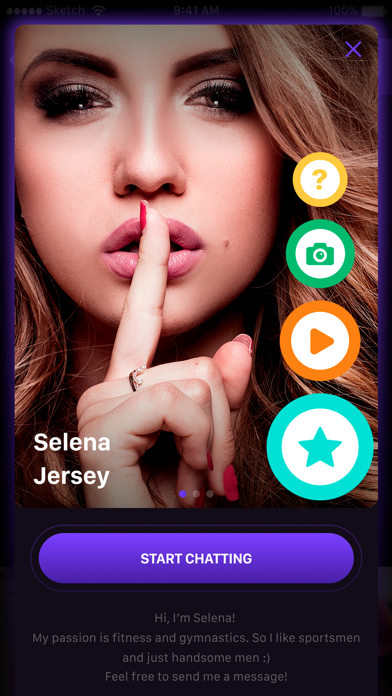 Sketch 9:41 AM 100%
?
Selena
Jersey
START CHATTING
Hi, I'm Selena!
My passion is fitness and gymnastics. So I like sportsmen
and just handsome men :)
Feel free to send me a message!